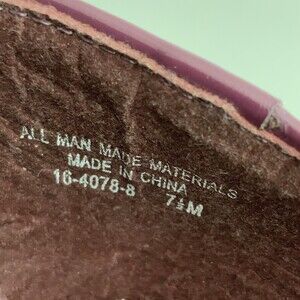 ALL MAN MADE MATERIALS
MADE IN CHINA
16-4078-8 7½M